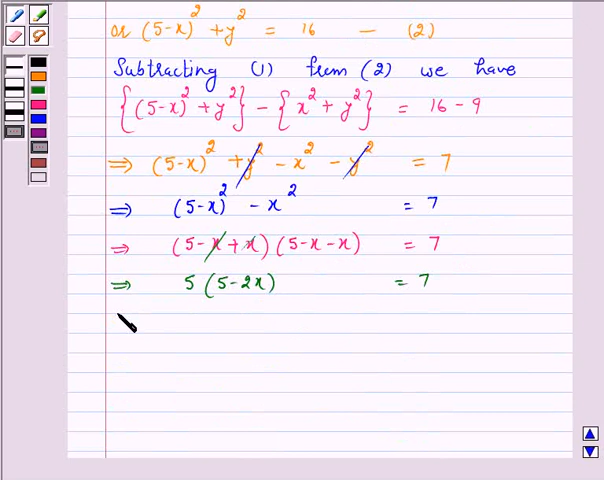 or (5-x)² + y² = 16 — (2)
Subtracting (1) from (2) we have
{(5-x)² + y²} - {x² + y²} = 16 - 9
⇒ (5-x)² + y² - x² - y² = 7
⇒ (5-x)² - x² = 7
⇒ (5-x+x) (5-x-x) = 7
⇒ 5 (5-2x) = 7